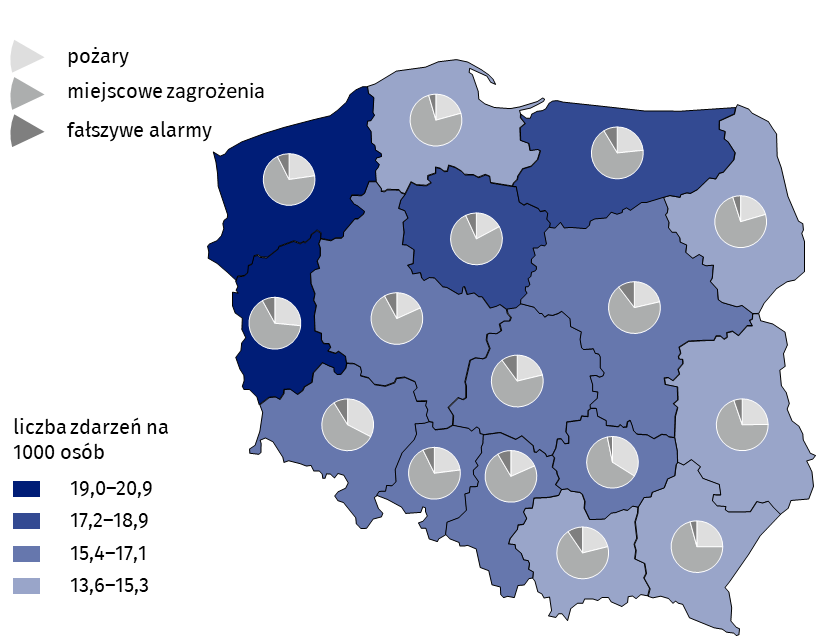 pożary
miejscowe zagrożenia
fałszywe alarmy
liczba zdarzeń na
1000 osób
19,0–20,9
17,2–18,9
15,4–17,1
13,6–15,3